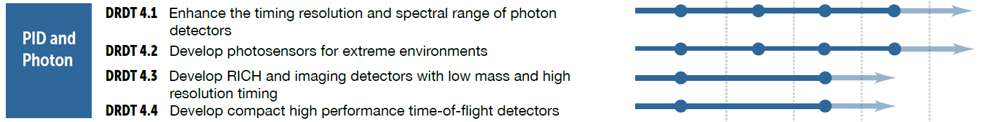 PID and
Photon
DRDT 4.1 Enhance the timing resolution and spectral range of photon
detectors
DRDT 4.2 Develop photosensors for extreme environments
DRDT 4.3 Develop RICH and imaging detectors with low mass and high
resolution timing
DRDT 4.4 Develop compact high performance time-of-flight detectors